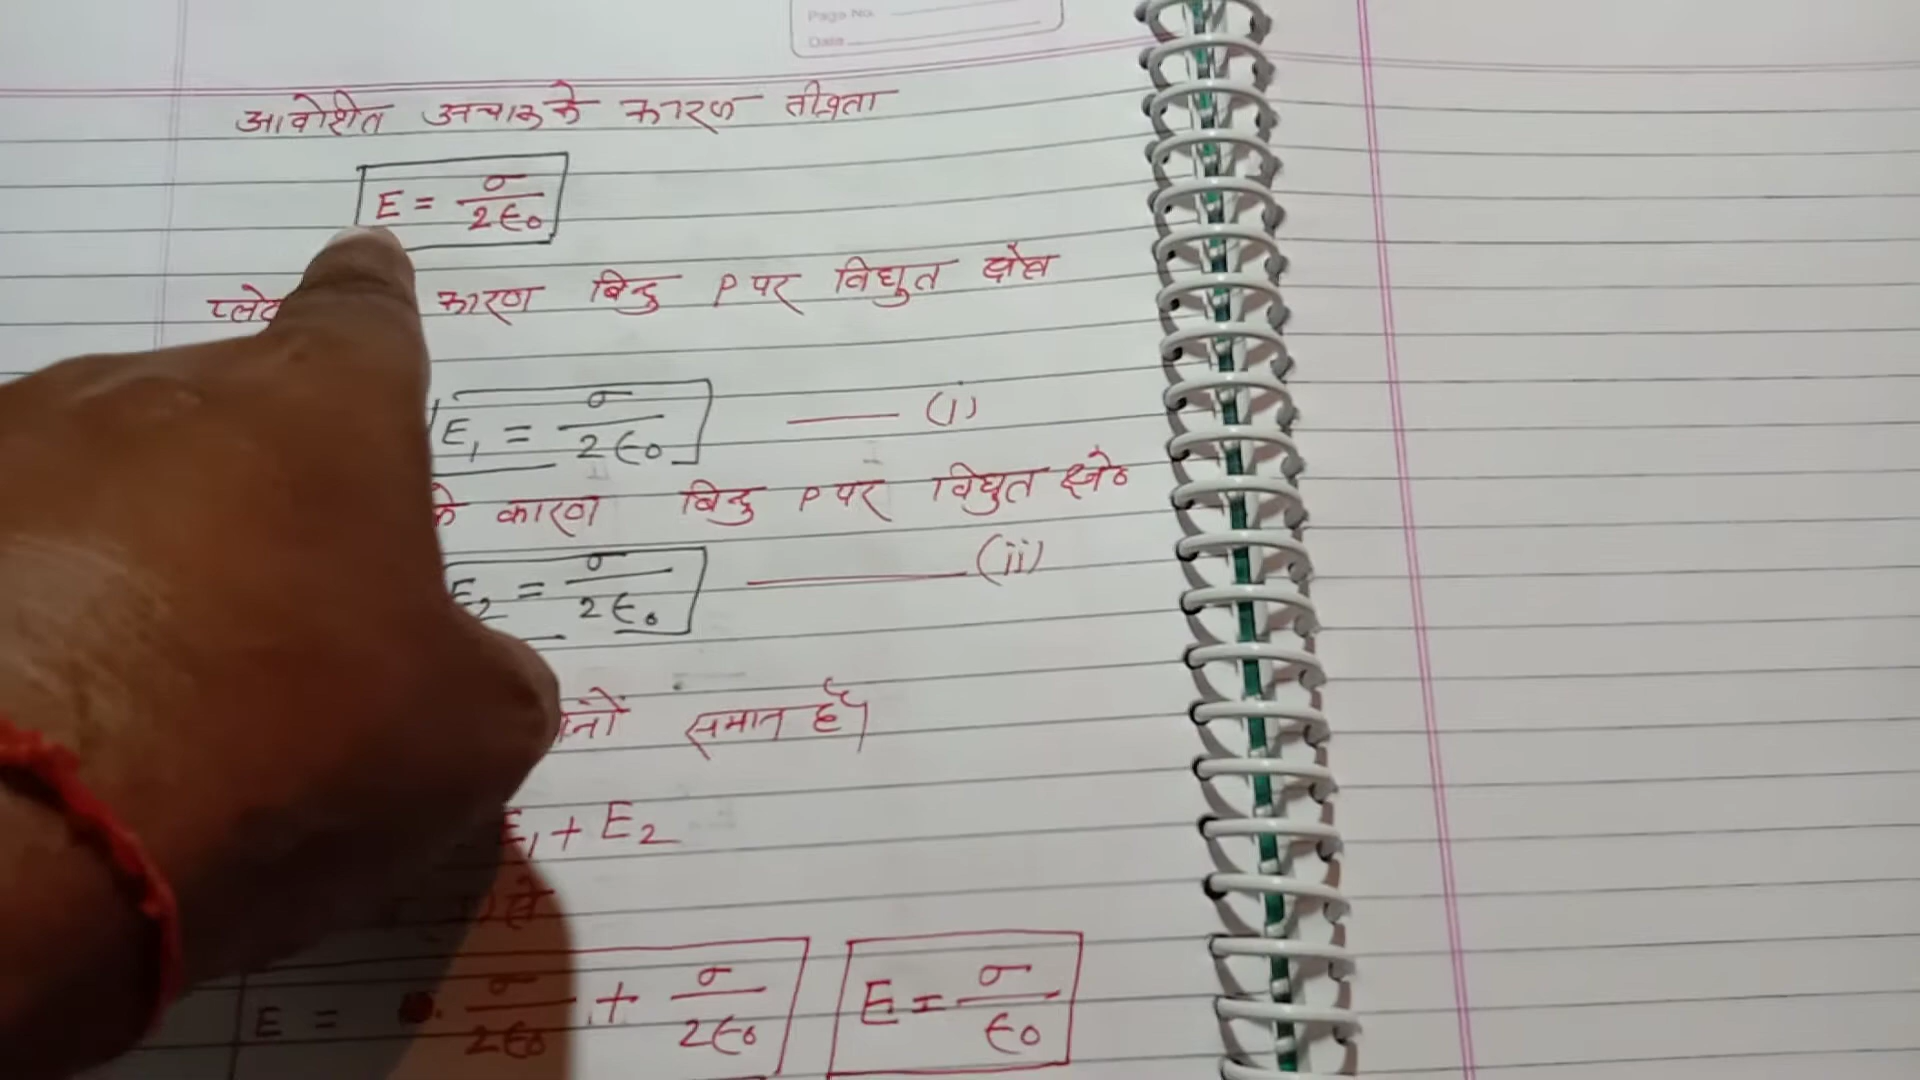 Page No.
Date
आवेशित अचालक के कारण तीव्रता
E = σ / 2ϵ0
कारण बिन्दु P पर विद्युत क्षेत्र
E1 = σ / 2ϵ0 —— (i)
के कारण बिन्दु P पर विद्युत क्षेत्र
E2 = σ / 2ϵ0 —— (ii)
समान है।
E1 + E2
E = σ / 2ϵ0 + σ / 2ϵ0 E = σ / ϵ0